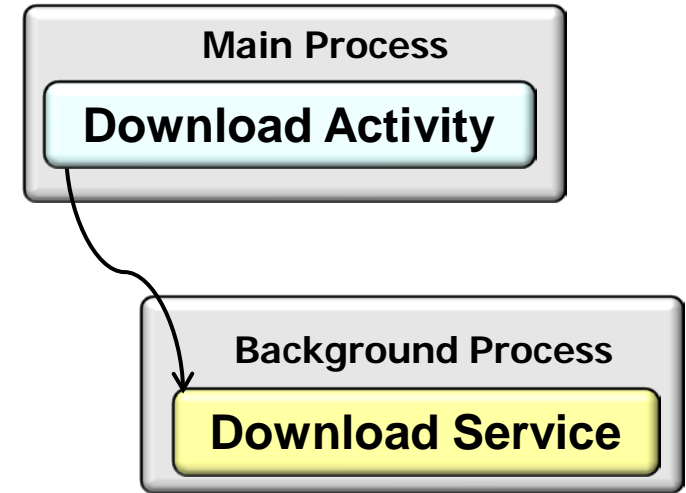 Main Process
Download Activity
Background Process
Download Service